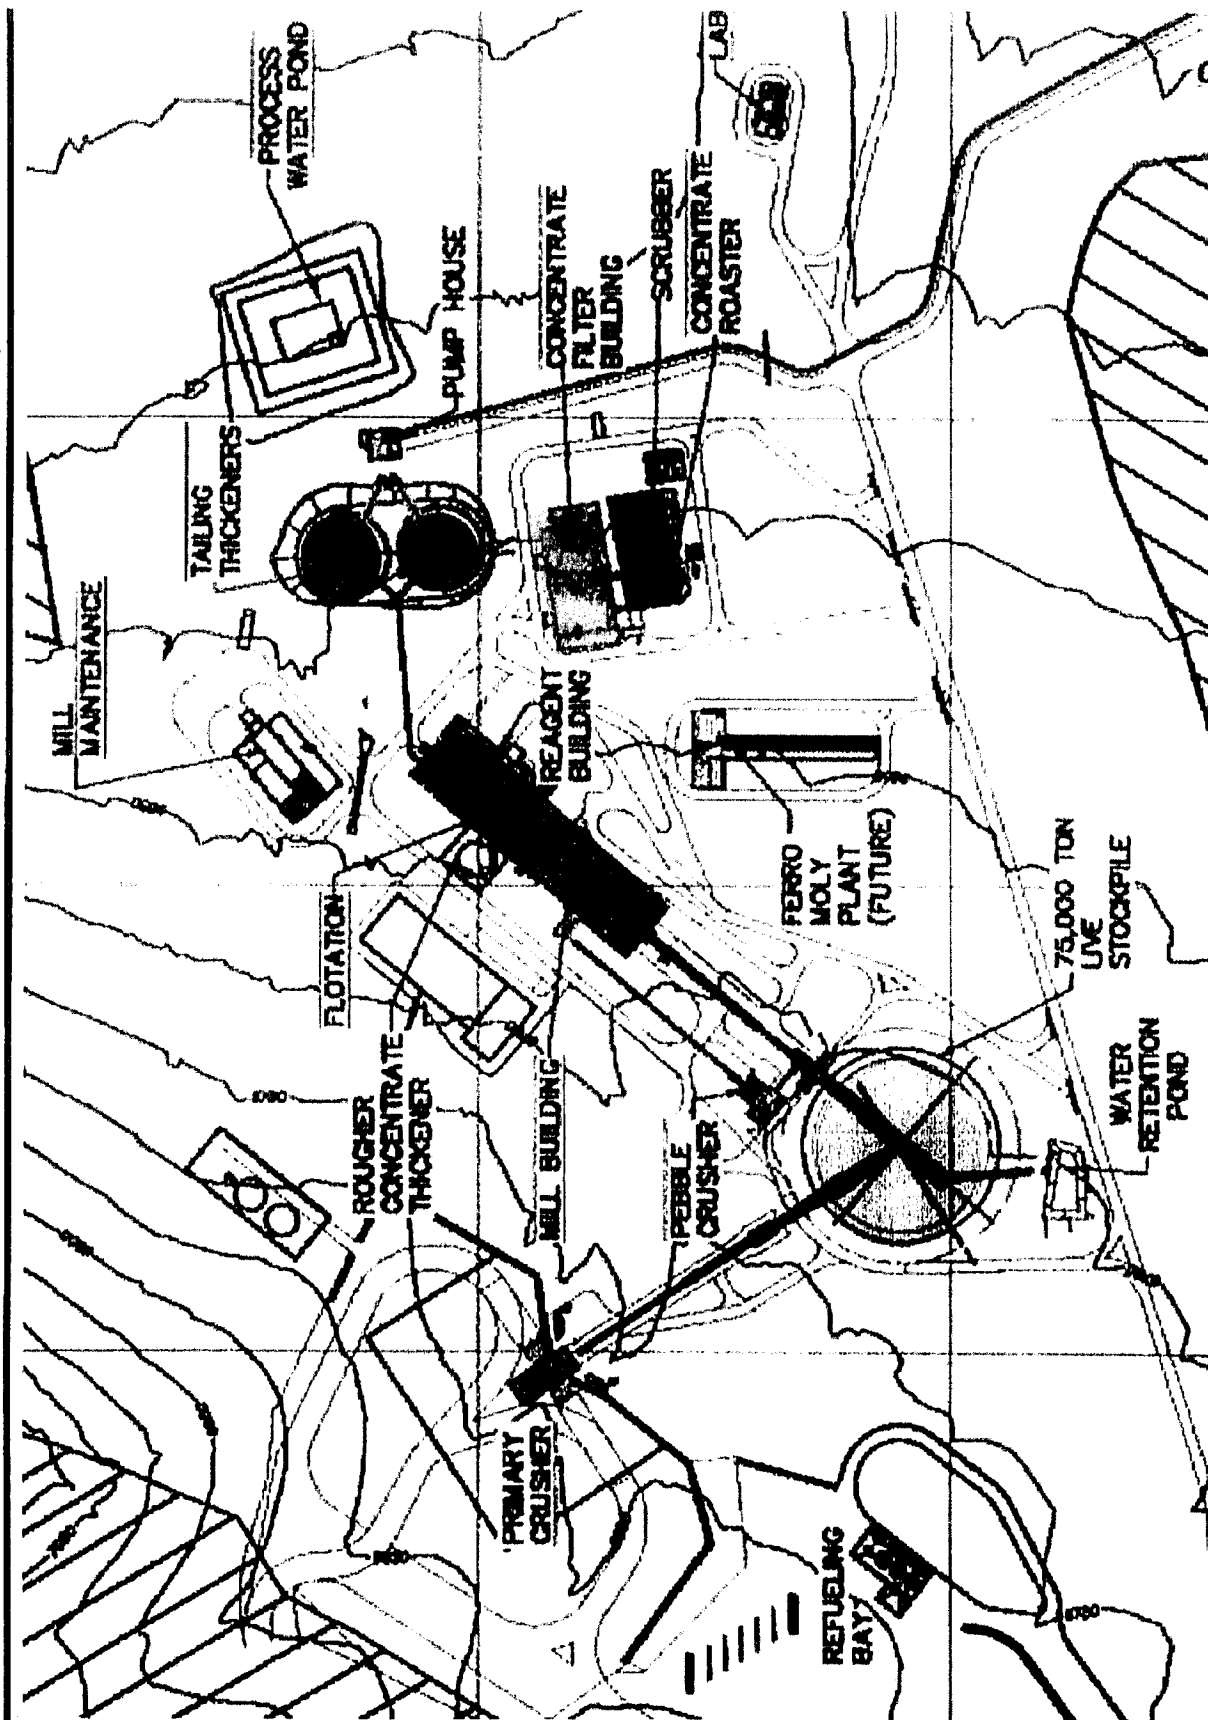 MILL
MAINTENANCE
TAILING
THICKENERS
PROCESS
WATER POND
FLOTATION
PUMP HOUSE
ROUGHER
CONCENTRATE
THICKENER
REAGENT
BUILDING
CONCENTRATE
FILTER
BUILDING
SCRUBBER
CONCENTRATE
ROASTER
LAB
PRIMARY
CRUSHER
MILL BUILDING
PEBBLE
CRUSHER
FERRO
MOLY
PLANT
(FUTURE)
75,000 TON
LIVE
STOCKPILE
WATER
RETENTION
POND
REFUELING
BAY